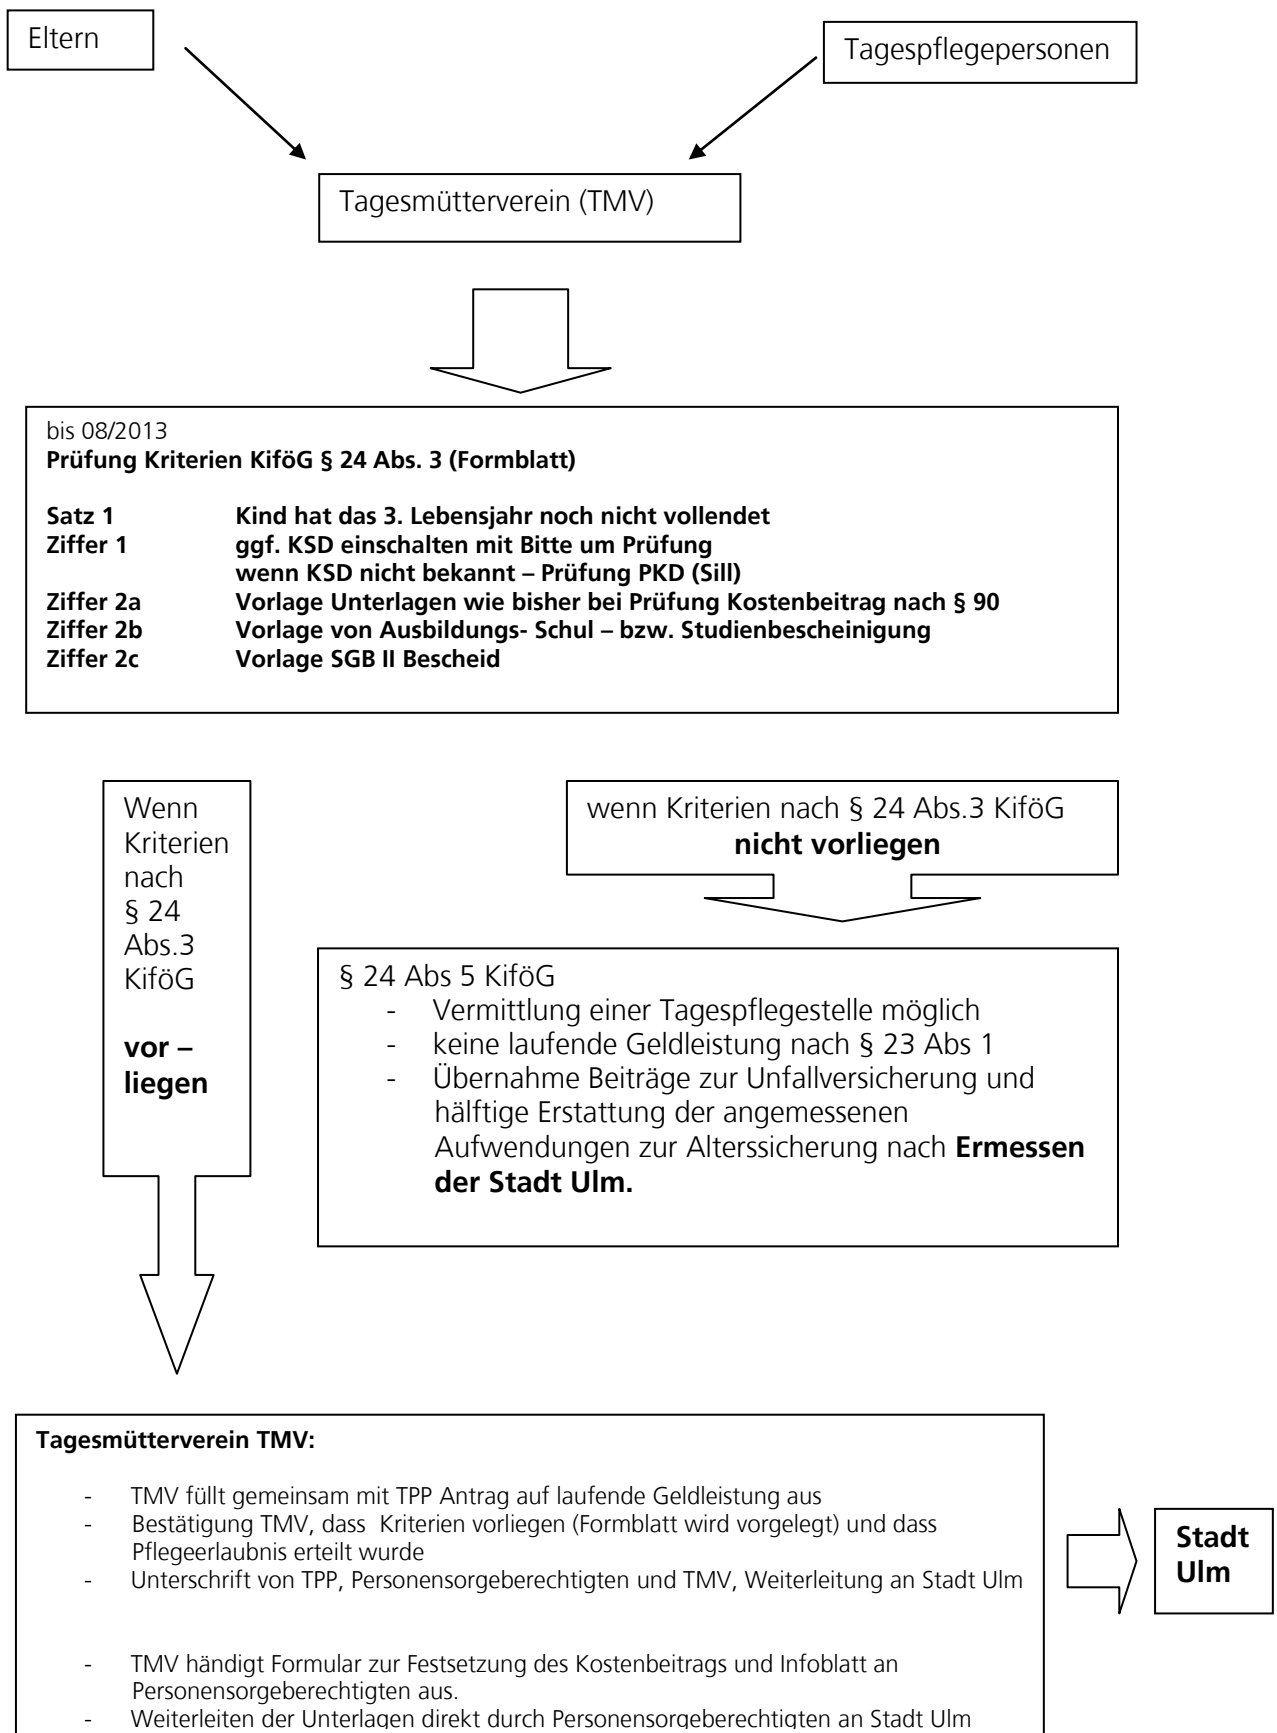 Eltern
Tagespflegepersonen
Tagesmütterverein (TMV)
bis 08/2013
Prüfung Kriterien KiföG § 24 Abs. 3 (Formblatt)
Satz 1 Kind hat das 3. Lebensjahr noch nicht vollendet
Ziffer 1 ggf. KSD einschalten mit Bitte um Prüfung
wenn KSD nicht bekannt – Prüfung PKD (Sill)
Ziffer 2a Vorlage Unterlagen wie bisher bei Prüfung Kostenbeitrag nach § 90
Ziffer 2b Vorlage von Ausbildungs- Schul – bzw. Studienbescheinigung
Ziffer 2c Vorlage SGB II Bescheid
Wenn
Kriterien
nach
§ 24
Abs.3
KiföG
vor –
liegen
wenn Kriterien nach § 24 Abs.3 KiföG
nicht vorliegen
§ 24 Abs 5 KiföG
- Vermittlung einer Tagespflegestelle möglich
- keine laufende Geldleistung nach § 23 Abs 1
- Übernahme Beiträge zur Unfallversicherung und
hälftige Erstattung der angemessenen
Aufwendungen zur Alterssicherung nach Ermessen
der Stadt Ulm.
Tagesmütterverein TMV:
- TMV füllt gemeinsam mit TPP Antrag auf laufende Geldleistung aus
- Bestätigung TMV, dass Kriterien vorliegen (Formblatt wird vorgelegt) und dass
Pflegeerlaubnis erteilt wurde
- Unterschrift von TPP, Personensorgeberechtigten und TMV, Weiterleitung an Stadt Ulm
- TMV händigt Formular zur Festsetzung des Kostenbeitrags und Infoblatt an
Personensorgeberechtigten aus.
- Weiterleiten der Unterlagen direkt durch Personensorgeberechtigten an Stadt Ulm
Stadt
Ulm